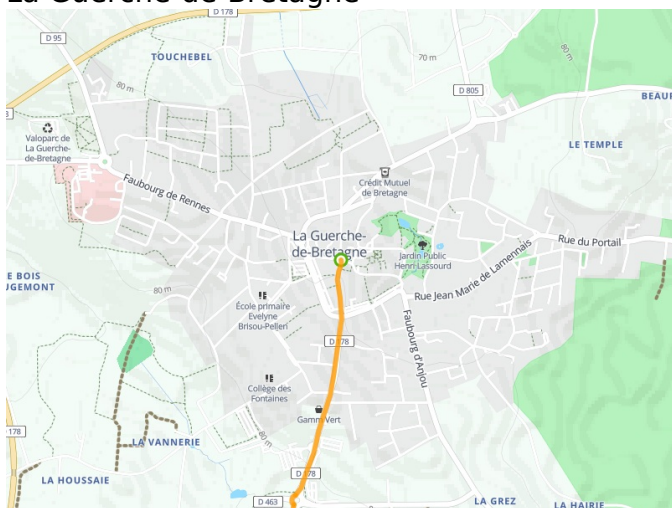 La Guerche-de-Bretagne
D 178
D 95
TOUCHEBEL
80 m
70 m
80 m
D 805
BEAUF
Valoparc de
La Guerche-
de-Bretagne
LE TEMPLE
Crédit Mutuel
de Bretagne
Faubourg de Rennes
La Guerche-
de-Bretagne
Jardin Public
Henri Lassourd
Rue du Portail
Rue Jean Marie de Lamennais
E BOIS
UGEMONT
80 m
École primaire
Evelyne
Brisou-Pellen
Faubourg d'Anjou
D 178
Collège des
Fontaines
Gamm Vert
178
LA VANNERIE
80 m
LA HOUSSAIE
D 178
D 463
LA GREZ
LA HAIRIE